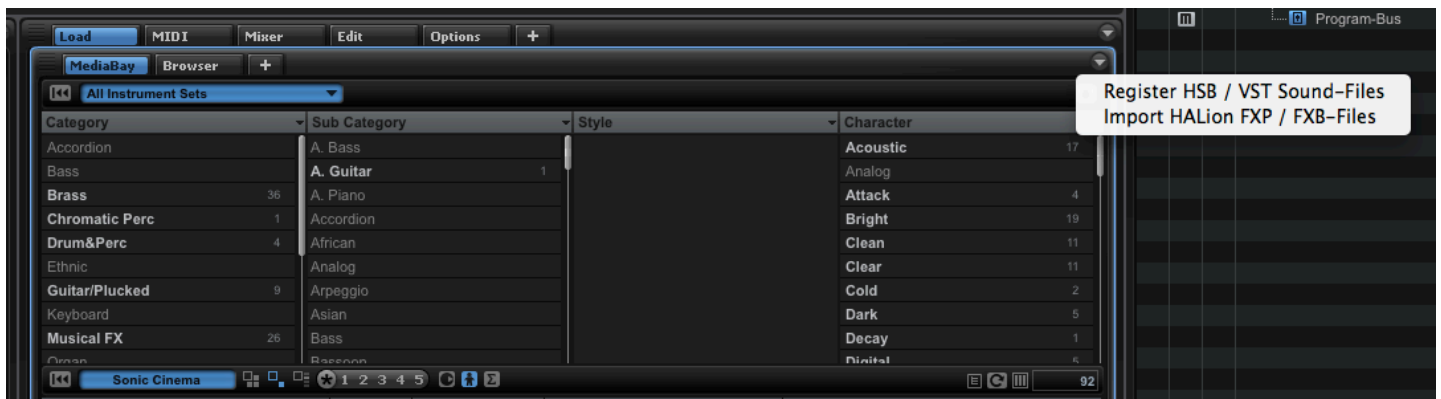 Program-Bus
Load MIDI Mixer Edit Options +
MediaBay Browser +
All Instrument Sets
Register HSB / VST Sound-Files
Import HALion FXP / FXB-Files
Category Sub Category Style Character
Accordion A. Bass Acoustic 17
Bass A. Guitar 1 Analog
Brass 36 A. Piano Attack 4
Chromatic Perc 1 Accordion Bright 19
Drum&Perc 4 African Clean 11
Ethnic Analog Clear 11
Guitar/Plucked 9 Arpeggio Cold 2
Keyboard Asian Dark 5
Musical FX 26 Bass Decay 1
Organ Bassoon Digital 5
Sonic Cinema 1 2 3 4 5 Σ E 92